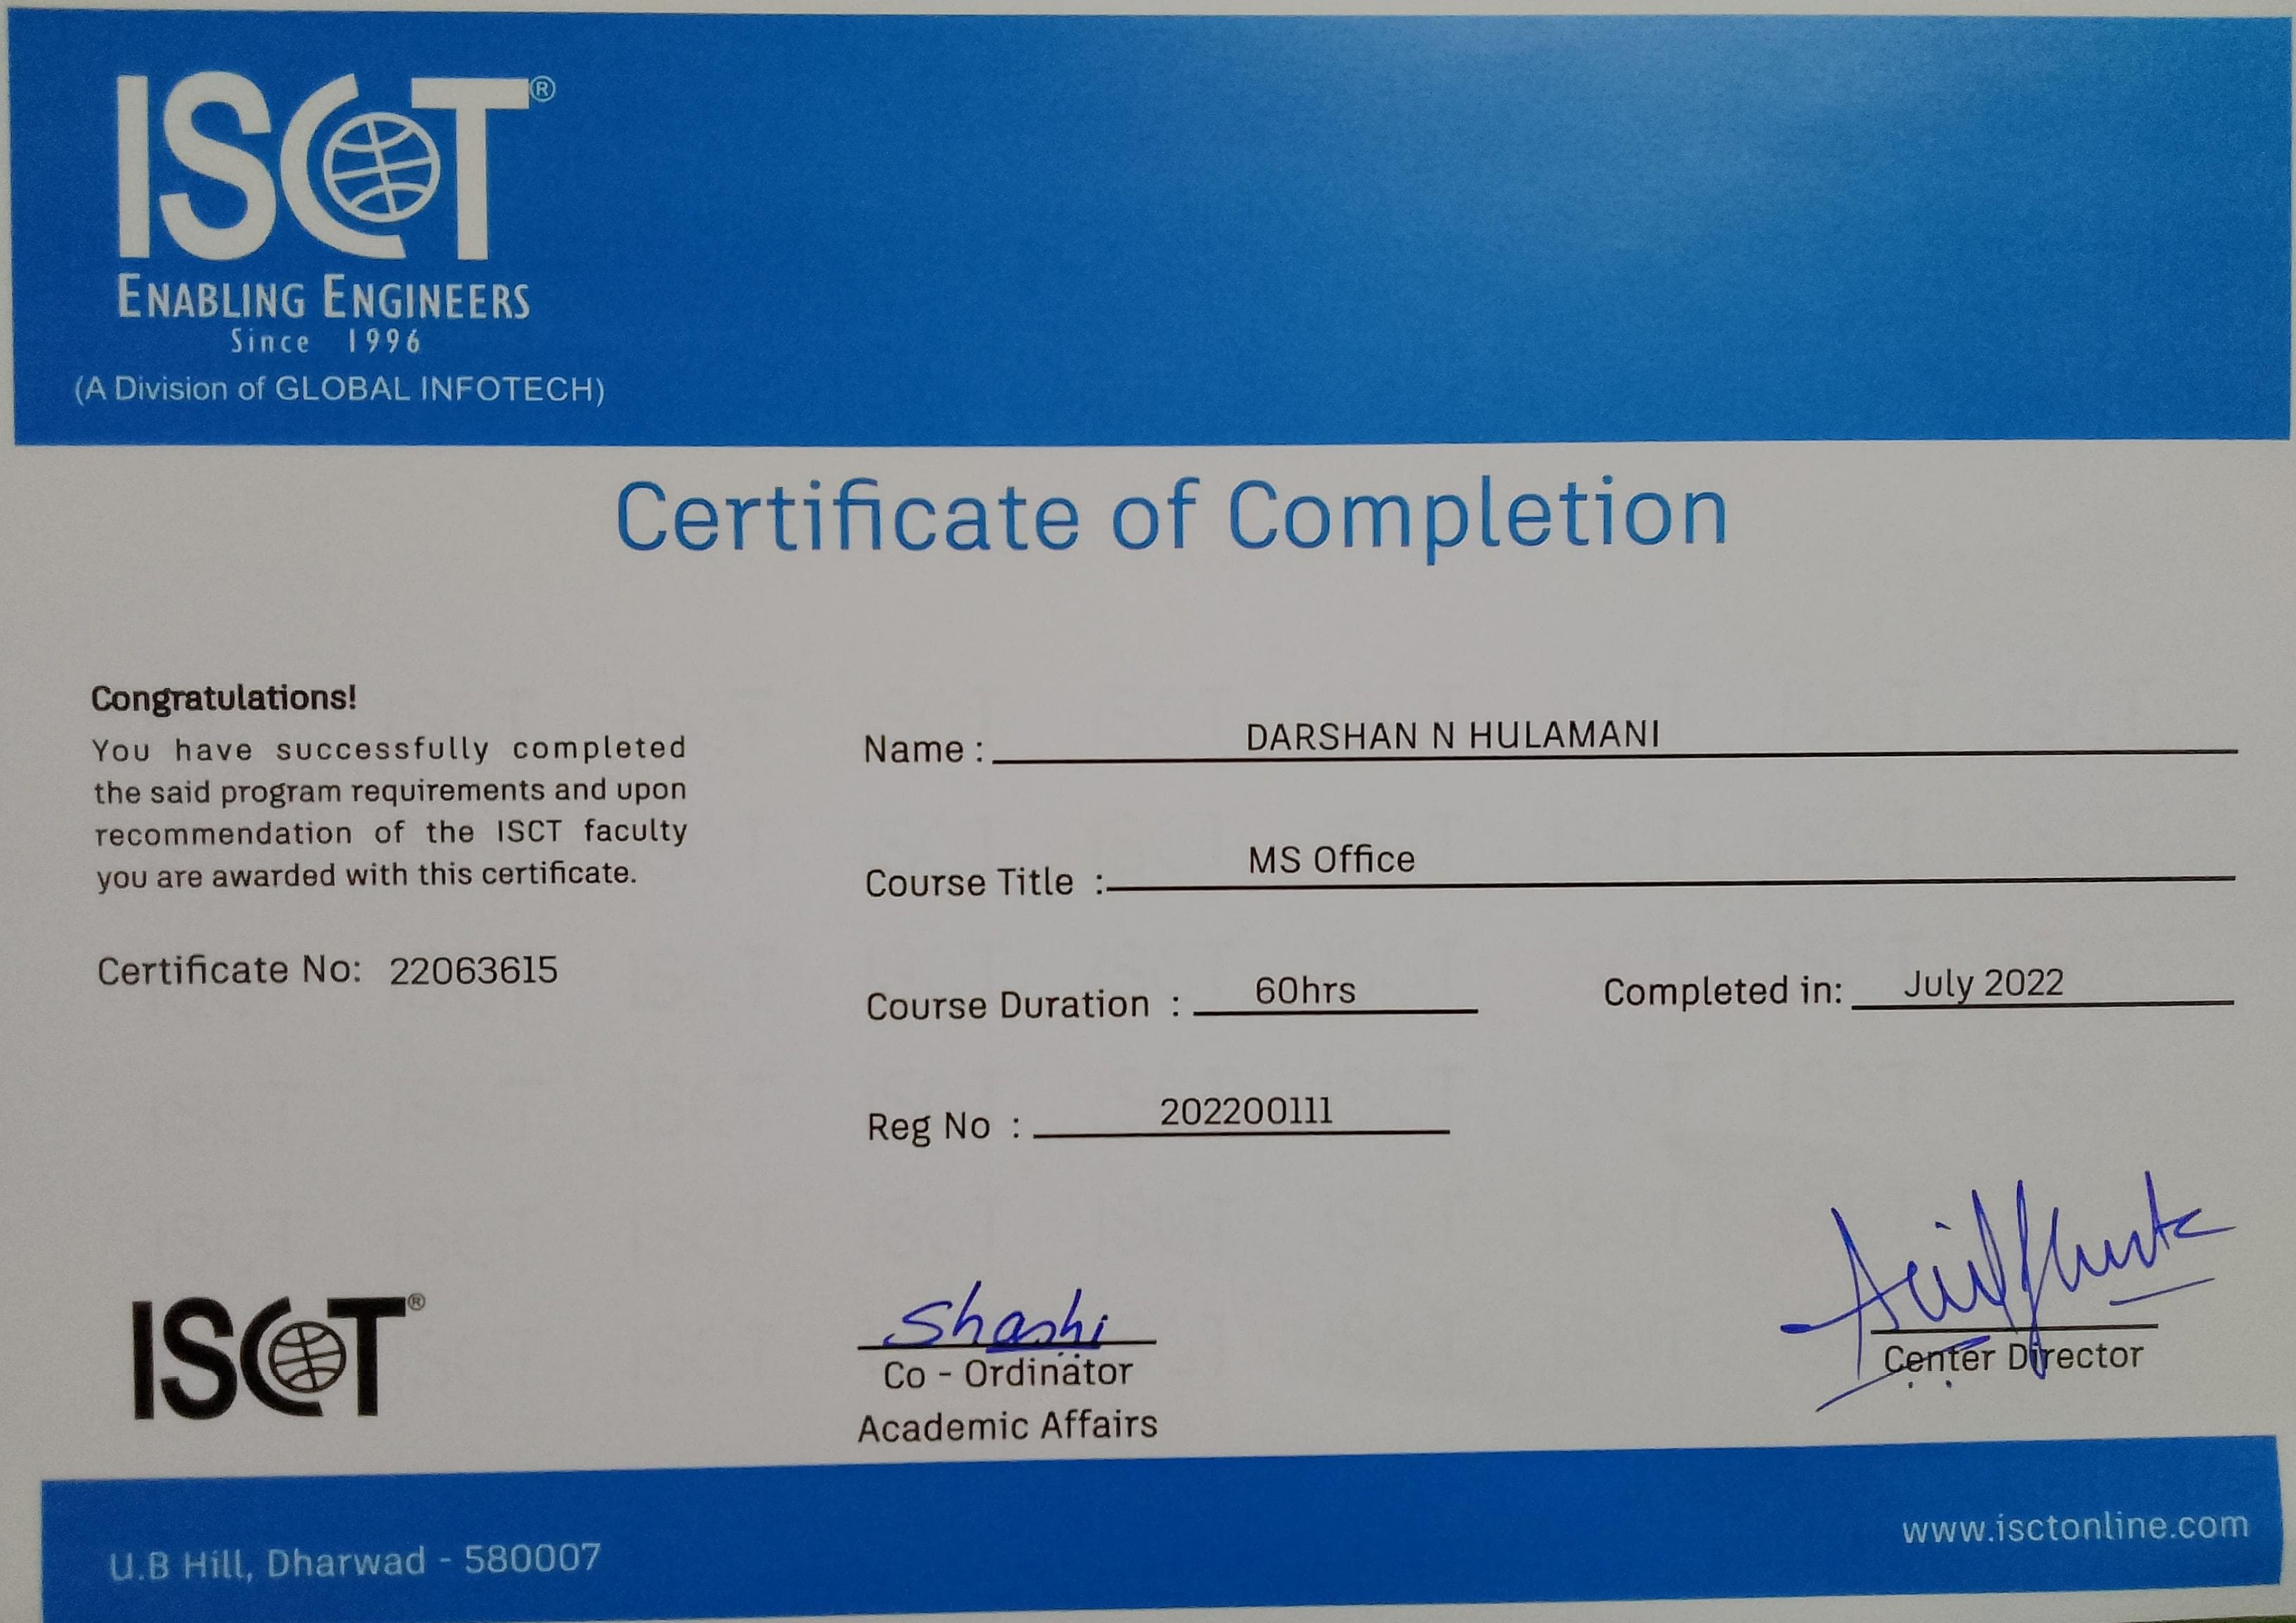 ISCT®
ENABLING ENGINEERS
Since 1996
(A Division of GLOBAL INFOTECH)
Certificate of Completion
Congratulations!
You have successfully completed
the said program requirements and upon
recommendation of the ISCT faculty
you are awarded with this certificate.
Certificate No: 22063615
Name : DARSHAN N HULAMANI
Course Title : MS Office
Course Duration : 60hrs
Completed in: July 2022
Reg No : 202200111
ISCT®
Shashi
Co - Ordinator
Academic Affairs
Center Director
U.B Hill, Dharwad - 580007
www.isctonline.com